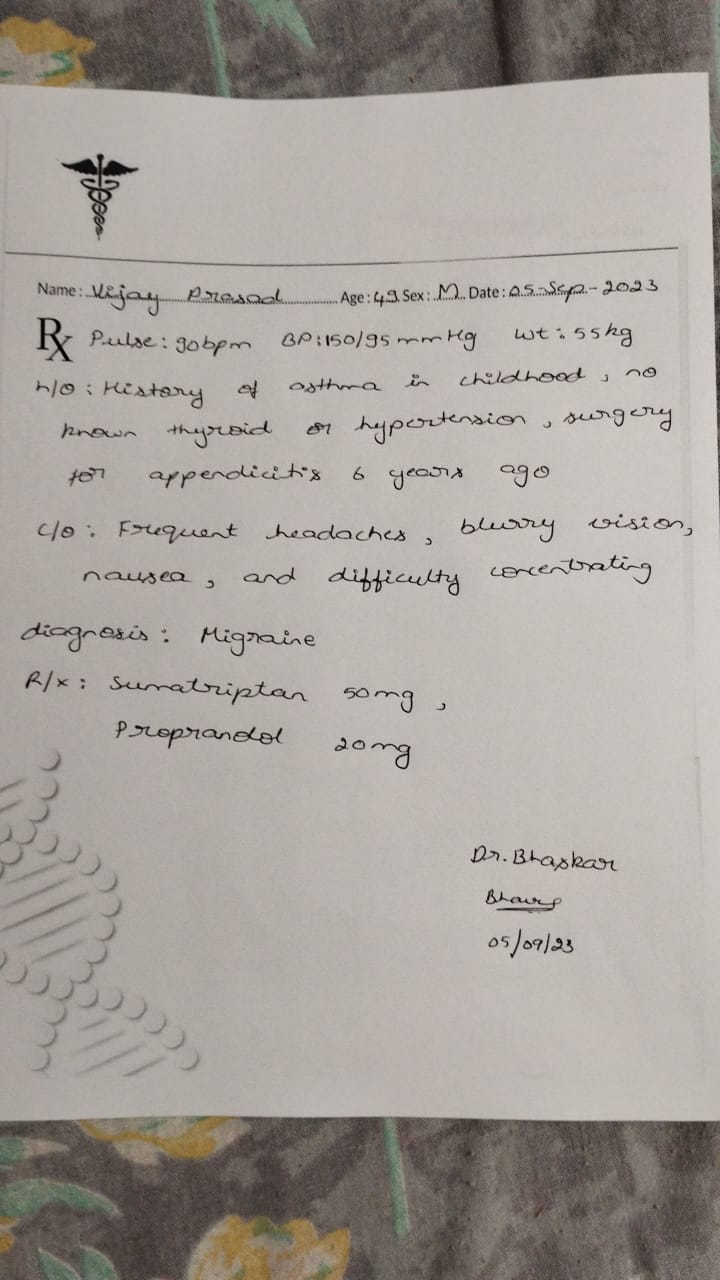 Name: Vijay Prasad Age: 49 Sex: M Date: 05-Sep-2023
Rx Pulse: 90bpm BP: 150/95 mmHg wt: 55kg
h/o: History of asthma in childhood, no
known thyroid or hypertension, surgery
for appendicitis 6 years ago
c/o: Frequent headaches, blurry vision,
nausea, and difficulty concentrating
diagnosis: Migraine
R/x: Sumatriptan 50mg,
Propranolol 20mg
Dr. Bhaskar
05/09/23